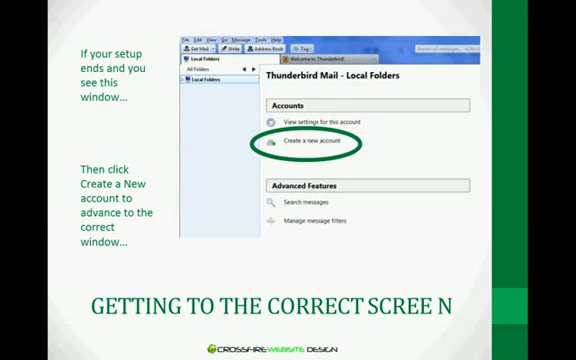 If your setup
ends and you
see this
window...
Then click
Create a New
account to
advance to the
correct
window...
File Edit View Go Message Tools Help
Get Mail Write Address Book Tag
Search all messages...
Local Folders
Welcome to Thunderbird!
All Folders
Local Folders
Thunderbird Mail - Local Folders
Accounts
View settings for this account
Create a new account
Advanced Features
Search messages
Manage message filters
GETTING TO THE CORRECT SCREE N
CROSSFIRE WEBSITE DESIGN